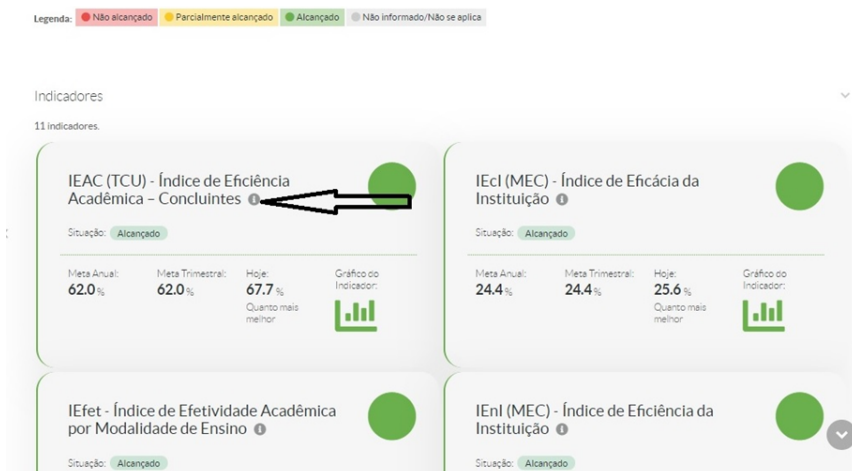 Legenda: Não alcançado Parcialmente alcançado Alcançado Não informado/Não se aplica
Indicadores
11 indicadores.
IEAC (TCU) - Índice de Eficiência
Acadêmica – Concluintes
Situação: Alcançado
Meta Anual: Meta Trimestral: Hoje: Gráfico do
Indicador:
62.0 % 62.0 % 67.7 %
Quanto mais
melhor
IEcI (MEC) - Índice de Eficácia da
Instituição
Situação: Alcançado
Meta Anual: Meta Trimestral: Hoje: Gráfico do
Indicador:
24.4 % 24.4 % 25.6 %
Quanto mais
melhor
IEfet - Índice de Efetividade Acadêmica
por Modalidade de Ensino
Situação: Alcançado
IEnI (MEC) - Índice de Eficiência da
Instituição
Situação: Alcançado